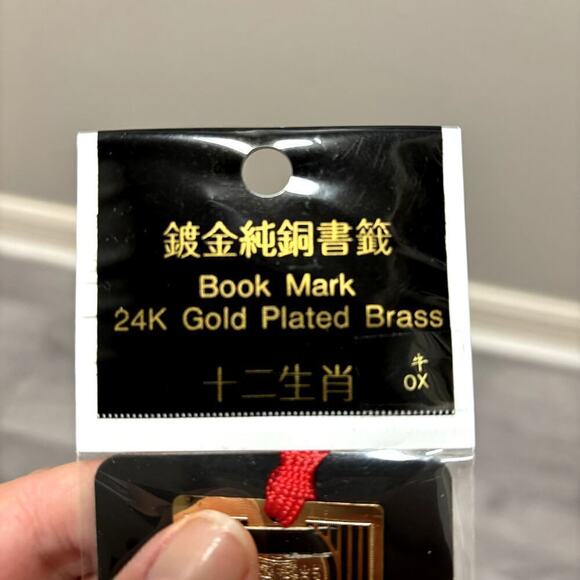 鍍金純銅書籤
Book Mark
24K Gold Plated Brass
十二生肖
牛
OX